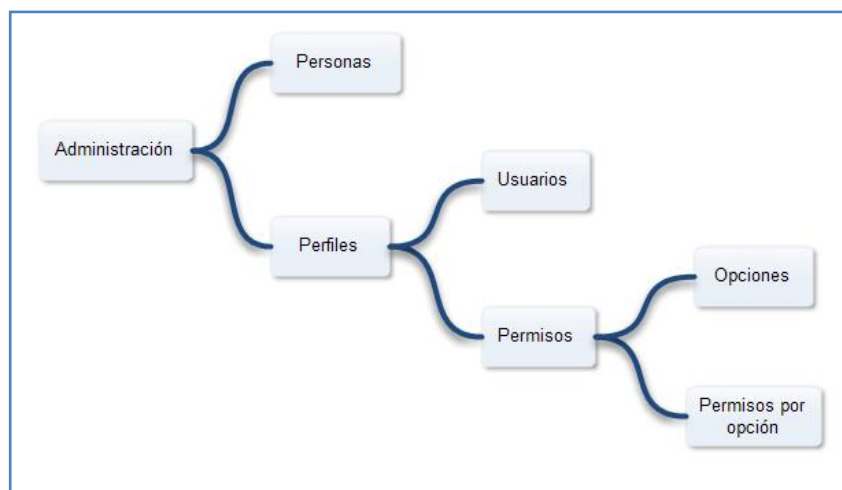 Personas
Administración
Usuarios
Perfiles
Opciones
Permisos
Permisos por
opción